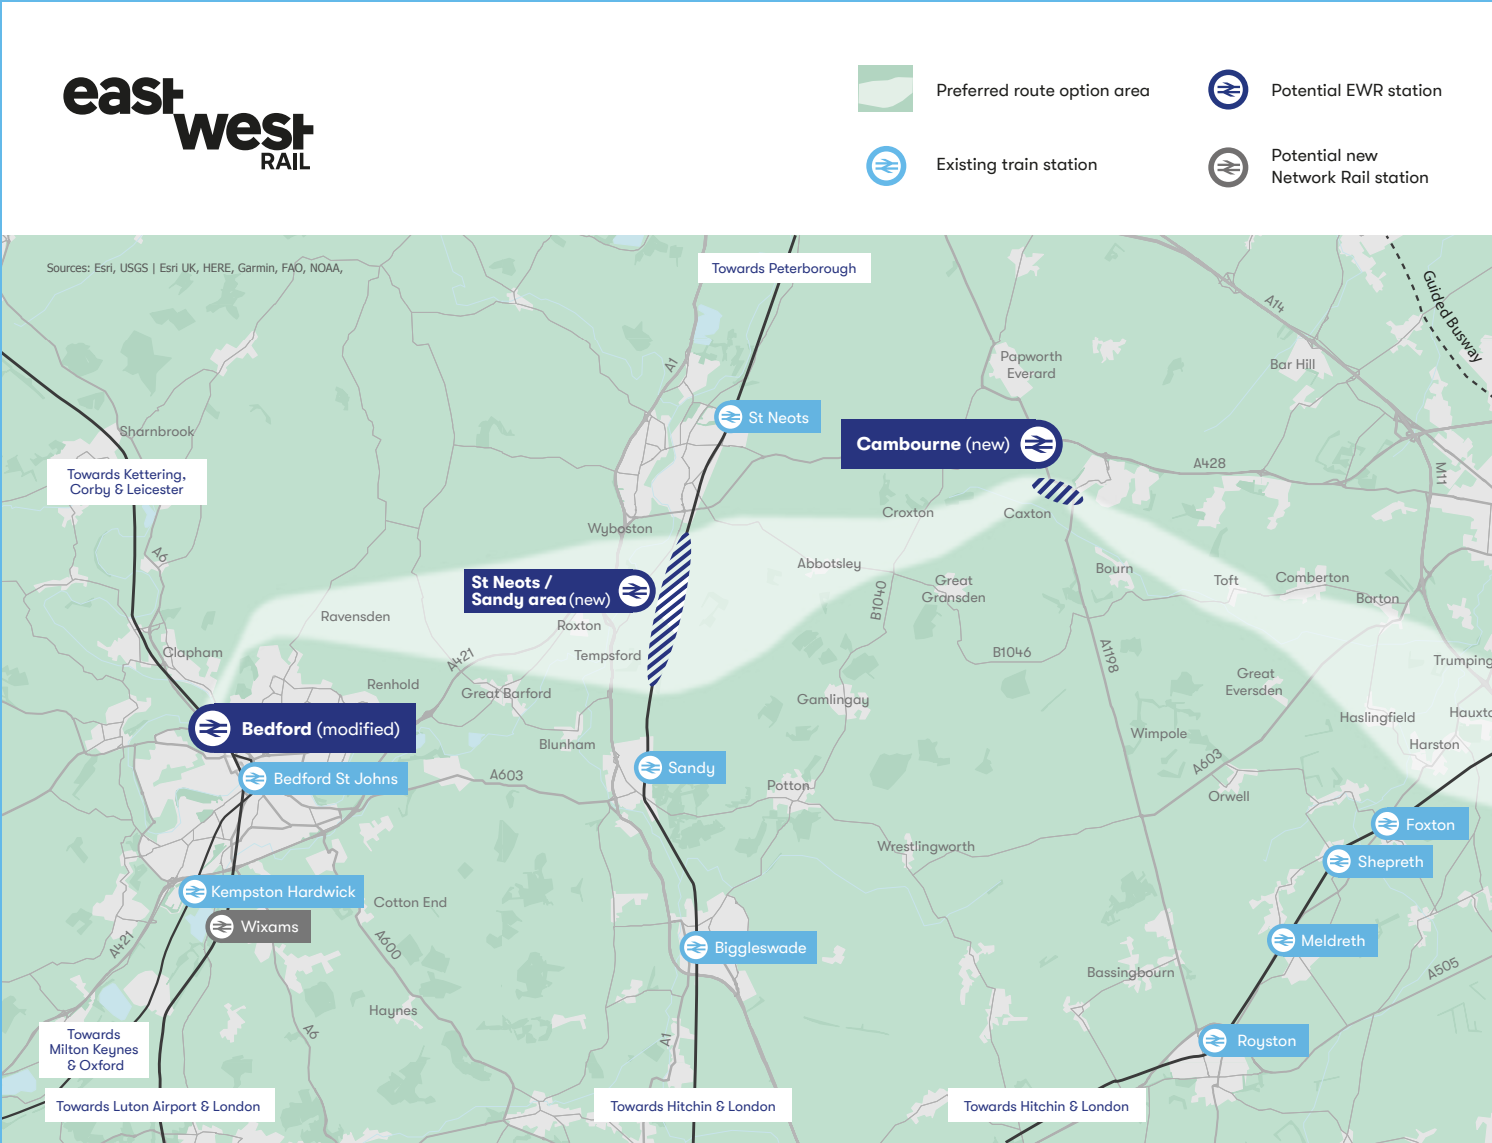 east
west
RAIL
Preferred route option area
Potential EWR station
Existing train station
Potential new
Network Rail station
Sources: Esri, USGS | Esri UK, HERE, Garmin, FAO, NOAA,
Towards Peterborough
Guided Busway
A14
A1
Papworth
Everard
Bar Hill
St Neots
Sharnbrook
Cambourne (new)
Towards Kettering,
Corby & Leicester
A428
M11
Croxton
Caxton
Wyboston
A6
Abbotsley
Bourn
St Neots /
Sandy area (new)
Great
Gransden
Toft
Comberton
Barton
B1040
Ravensden
Roxton
Clapham
Tempsford
A421
B1046
A1198
Trumping
Renhold
Great Barford
Great
Eversden
Gamlingay
Haslingfield
Hauxto
Bedford (modified)
Blunham
Wimpole
Harston
A603
Bedford St Johns
Sandy
A603
Potton
Orwell
Foxton
Wrestlingworth
Shepreth
Kempston Hardwick
Cotton End
Wixams
A421
A600
Biggleswade
Meldreth
Bassingbourn
A505
Haynes
A6
A1
Royston
Towards
Milton Keynes
& Oxford
Towards Luton Airport & London
Towards Hitchin & London
Towards Hitchin & London